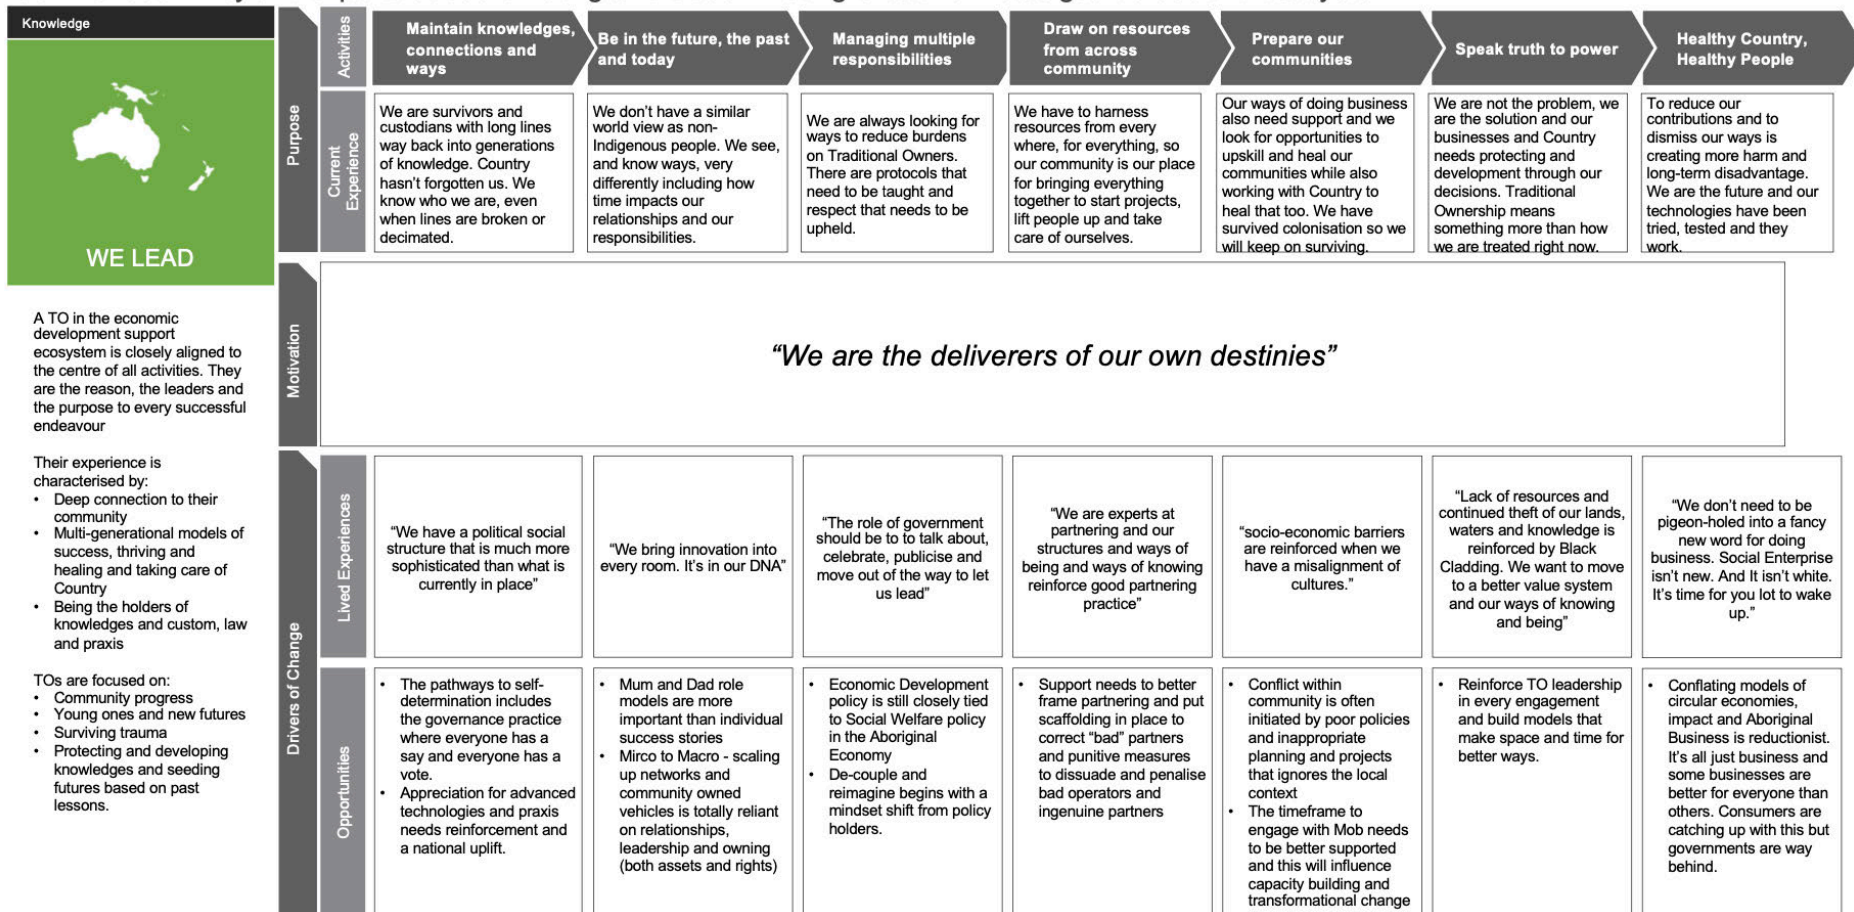 Knowledge
WE LEAD
A TO in the economic
development support
ecosystem is closely aligned to
the centre of all activities. They
are the reason, the leaders and
the purpose to every successful
endeavour
Their experience is
characterised by:
• Deep connection to their
community
• Multi-generational models of
success, thriving and
healing and taking care of
Country
• Being the holders of
knowledges and custom, law
and praxis
TOs are focused on:
• Community progress
• Young ones and new futures
• Surviving trauma
• Protecting and developing
knowledges and seeding
futures based on past
lessons.
Purpose
Activities
Maintain knowledges,
connections and
ways
Be in the future, the past
and today
Managing multiple
responsibilities
Draw on resources
from across
community
Prepare our
communities
Speak truth to power
Healthy Country,
Healthy People
Current
Experience
We are survivors and
custodians with long lines
way back into generations
of knowledge. Country
hasn't forgotten us. We
know who we are, even
when lines are broken or
decimated.
We don't have a similar
world view as non-
Indigenous people. We see,
and know ways, very
differently including how
time impacts our
relationships and our
responsibilities.
We are always looking for
ways to reduce burdens
on Traditional Owners.
There are protocols that
need to be taught and
respect that needs to be
upheld.
We have to harness
resources from every
where, for everything, so
our community is our place
for bringing everything
together to start projects,
lift people up and take
care of ourselves.
Our ways of doing business
also need support and we
look for opportunities to
upskill and heal our
communities while also
working with Country to
heal that too. We have
survived colonisation so we
will keep on surviving.
We are not the problem, we
are the solution and our
businesses and Country
needs protecting and
development through our
decisions. Traditional
Ownership means
something more than how
we are treated right now.
To reduce our
contributions and to
dismiss our ways is
creating more harm and
long-term disadvantage.
We are the future and our
technologies have been
tried, tested and they
work.
Motivation
“We are the deliverers of our own destinies”
Drivers of Change
Lived Experiences
“We have a political social
structure that is much more
sophisticated than what is
currently in place”
“We bring innovation into
every room. It's in our DNA”
“The role of government
should be to to talk about,
celebrate, publicise and
move out of the way to let
us lead”
“We are experts at
partnering and our
structures and ways of
being and ways of knowing
reinforce good partnering
practice”
“socio-economic barriers
are reinforced when we
have a misalignment of
cultures.”
“Lack of resources and
continued theft of our lands,
waters and knowledge is
reinforced by Black
Cladding. We want to move
to a better value system
and our ways of knowing
and being”
“We don't need to be
pigeon-holed into a fancy
new word for doing
business. Social Enterprise
isn't new. And It isn't white.
It's time for you lot to wake
up.”
Opportunities
• The pathways to self-
determination includes
the governance practice
where everyone has a
say and everyone has a
vote.
• Appreciation for advanced
technologies and praxis
needs reinforcement and
a national uplift.
• Mum and Dad role
models are more
important than individual
success stories
• Mirco to Macro - scaling
up networks and
community owned
vehicles is totally reliant
on relationships,
leadership and owning
(both assets and rights)
• Economic Development
policy is still closely tied
to Social Welfare policy
in the Aboriginal
Economy
• De-couple and
reimagine begins with a
mindset shift from policy
holders.
• Support needs to better
frame partnering and put
scaffolding in place to
correct “bad” partners
and punitive measures
to dissuade and penalise
bad operators and
ingenuine partners
• Conflict within
community is often
initiated by poor policies
and inappropriate
planning and projects
that ignores the local
context
• The timeframe to
engage with Mob needs
to be better supported
and this will influence
capacity building and
transformational change
• Reinforce TO leadership
in every engagement
and build models that
make space and time for
better ways.
• Conflating models of
circular economies,
impact and Aboriginal
Business is reductionist.
It's all just business and
some businesses are
better for everyone than
others. Consumers are
catching up with this but
governments are way
behind.